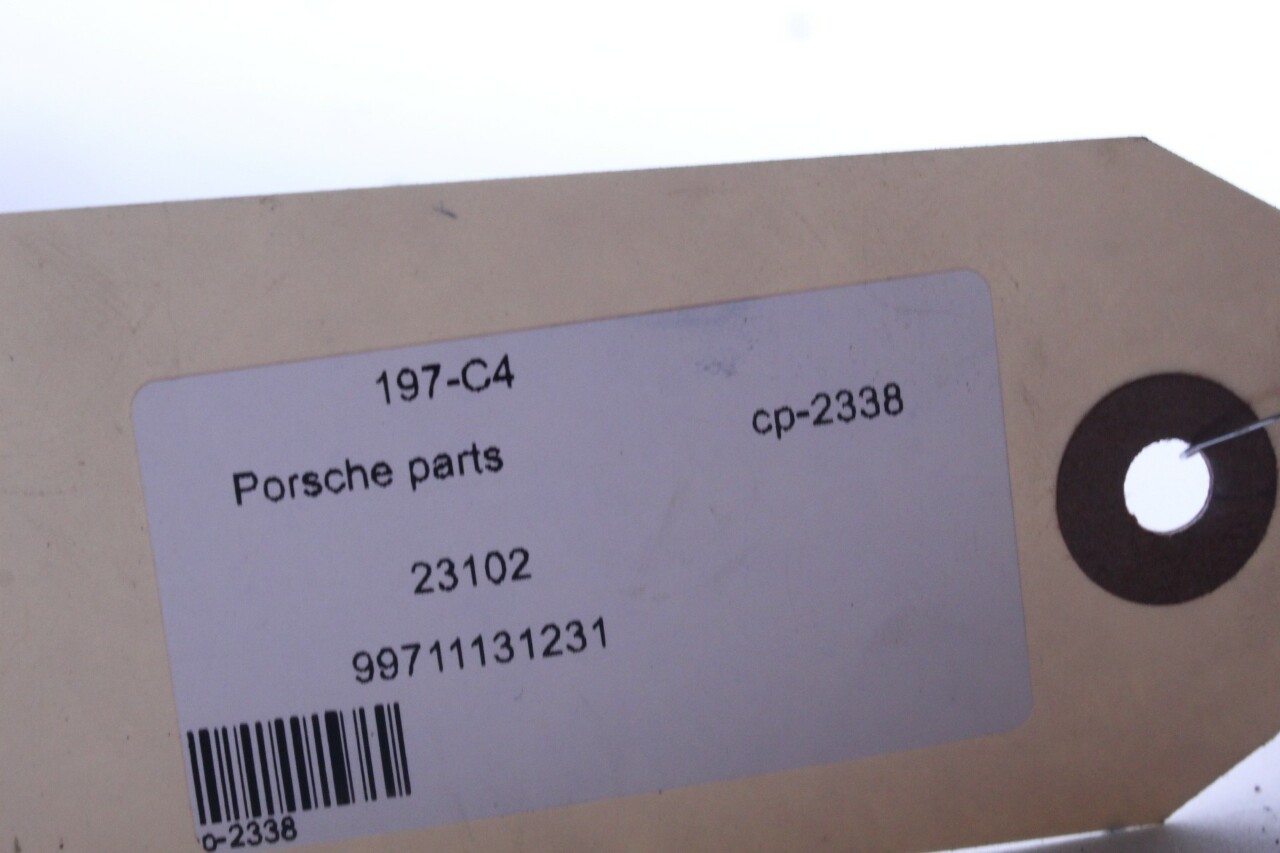 197-C4
cp-2338
Porsche parts
23102
99711131231
p-2338